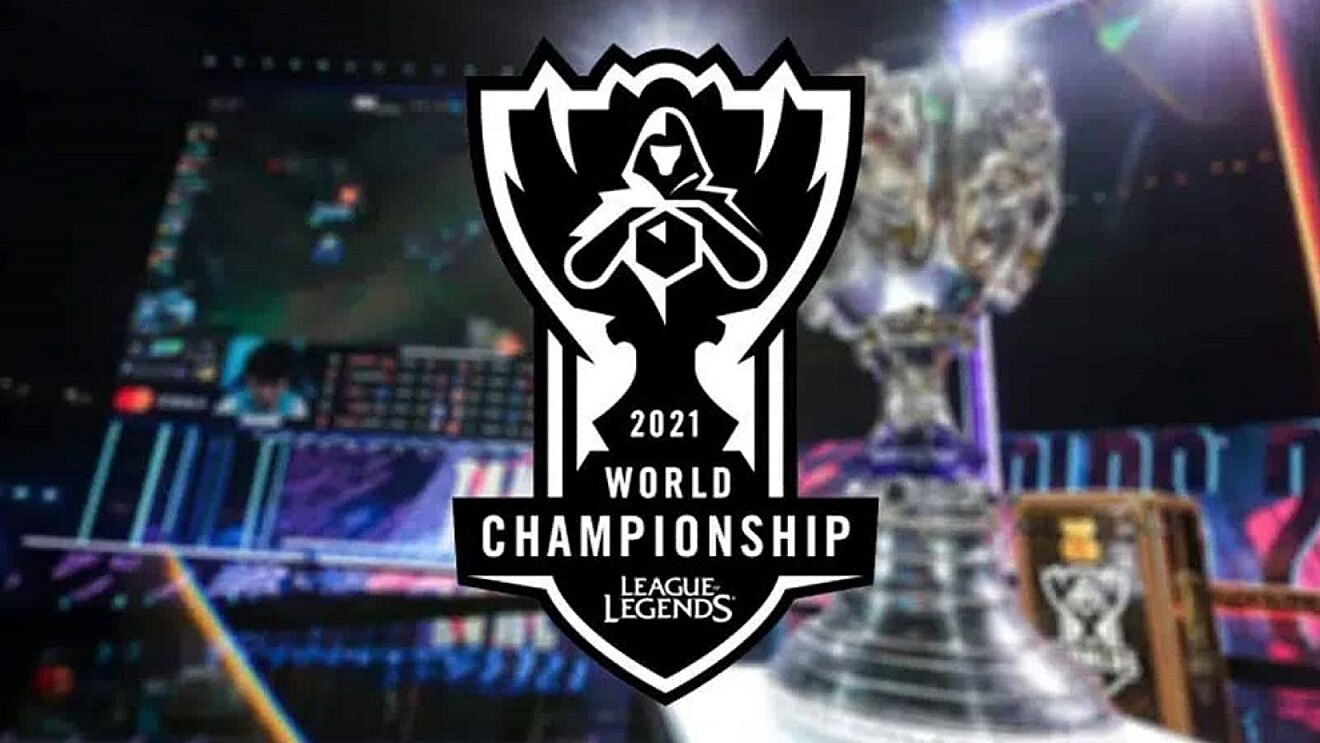 2021
WORLD
CHAMPIONSHIP
LEAGUE OF
LEGENDS